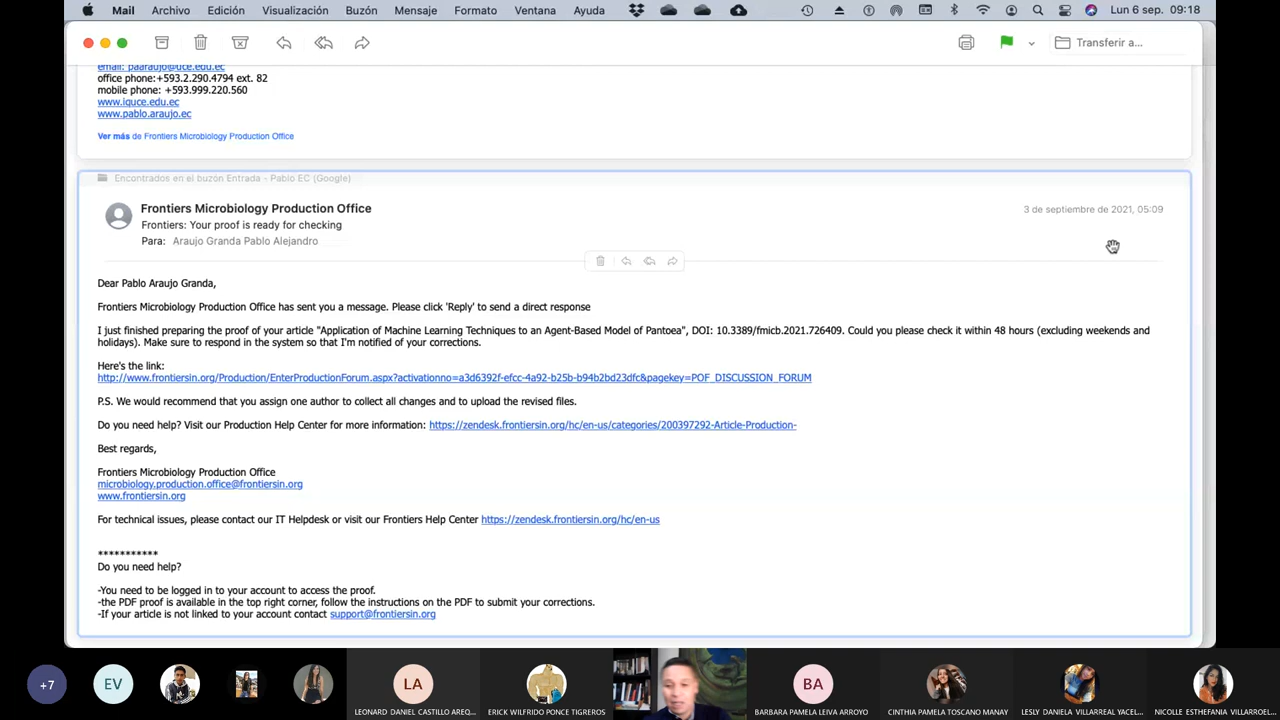 Mail Archivo Edición Visualización Buzón Mensaje Formato Ventana Ayuda Lun 6 sep. 09:18
Transferir a...
email: paaraujo@uce.edu.ec
office phone:+593.2.290.4794 ext. 82
mobile phone: +593.999.220.560
www.iquce.edu.ec
www.pablo.araujo.ec
Ver más de Frontiers Microbiology Production Office
Encontrados en el buzón Entrada - Pablo EC (Google)
Frontiers Microbiology Production Office 3 de septiembre de 2021, 05:09
Frontiers: Your proof is ready for checking
Para: Araujo Granda Pablo Alejandro
Dear Pablo Araujo Granda,
Frontiers Microbiology Production Office has sent you a message. Please click 'Reply' to send a direct response
I just finished preparing the proof of your article "Application of Machine Learning Techniques to an Agent-Based Model of Pantoea", DOI: 10.3389/fmicb.2021.726409. Could you please check it within 48 hours (excluding weekends and
holidays). Make sure to respond in the system so that I'm notified of your corrections.
Here's the link:
http://www.frontiersin.org/Production/EnterProductionForum.aspx?activationno=a3d6392f-efcc-4a92-b25b-b94b2bd23dfc&pagekey=POF_DISCUSSION_FORUM
P.S. We would recommend that you assign one author to collect all changes and to upload the revised files.
Do you need help? Visit our Production Help Center for more information: https://zendesk.frontiersin.org/hc/en-us/categories/200397292-Article-Production-
Best regards,
Frontiers Microbiology Production Office
microbiology.production.office@frontiersin.org
www.frontiersin.org
For technical issues, please contact our IT Helpdesk or visit our Frontiers Help Center https://zendesk.frontiersin.org/hc/en-us
***********
Do you need help?
-You need to be logged in to your account to access the proof.
-the PDF proof is available in the top right corner, follow the instructions on the PDF to submit your corrections.
-If your article is not linked to your account contact support@frontiersin.org
+7 EV LA BA
LEONARD DANIEL CASTILLO AREQ... ERICK WILFRIDO PONCE TIGREROS BARBARA PAMELA LEIVA ARROYO CINTHIA PAMELA TOSCANO MANAY LESLY DANIELA VILLARREAL YACEL... NICOLLE ESTHEFANIA VILLARROEL...